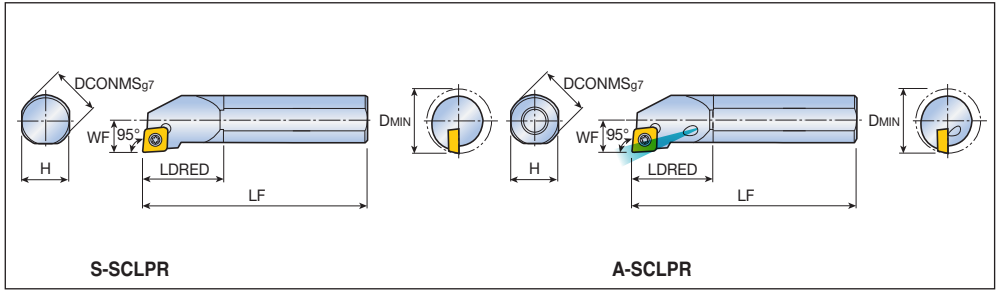 DCONMSg7
WF
95°
H
LDRED
LF
DMIN
S-SCLPR
DCONMSg7
WF
95°
H
LDRED
LF
DMIN
A-SCLPR